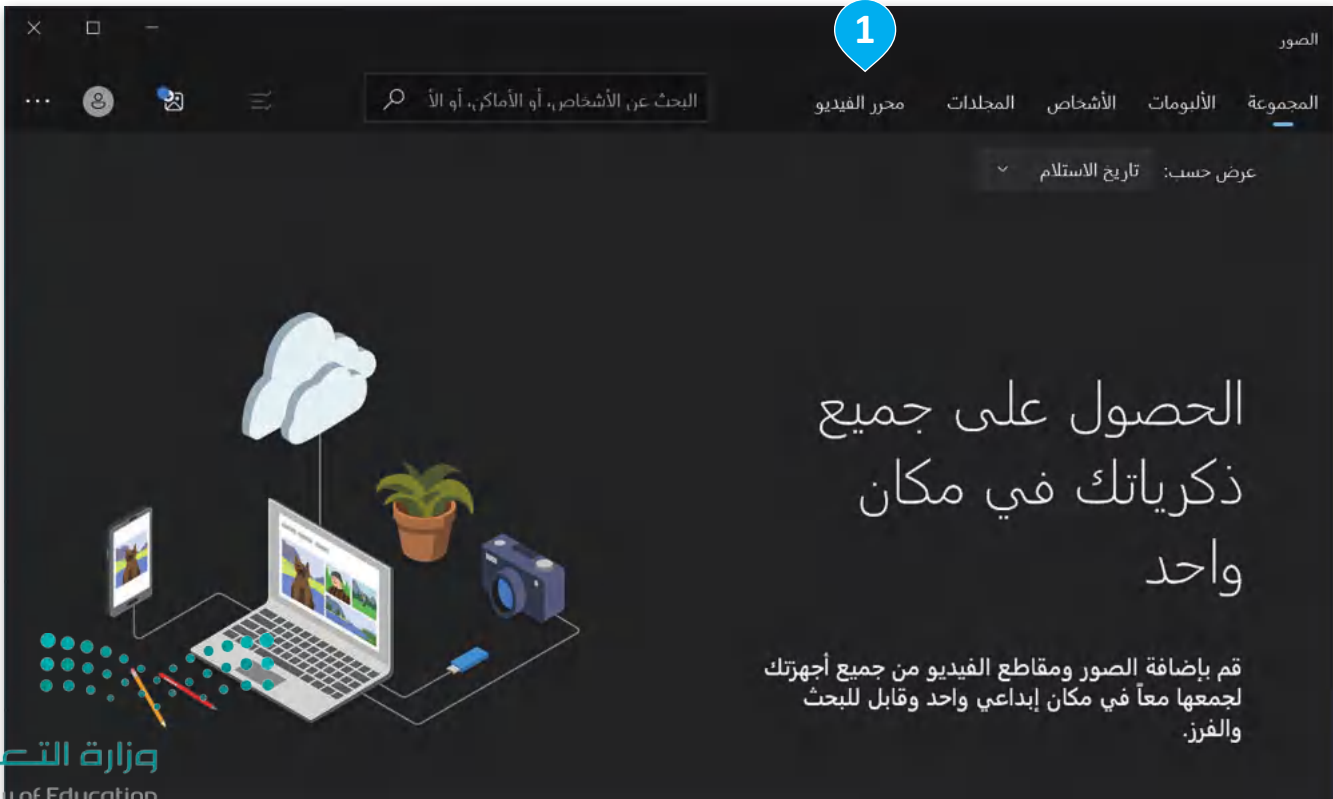 1
الصور
المجموعة الألبومات الأشخاص المجلدات محرر الفيديو البحث عن الأشخاص، أو الأماكن، أو الأ
عرض حسب: تاريخ الاستلام
الحصول على جميع
ذكرياتك في مكان
واحد
قم بإضافة الصور ومقاطع الفيديو من جميع أجهزتك
لجمعها معاً في مكان إبداعي واحد وقابل للبحث
والفرز.
وزارة التع
of Education